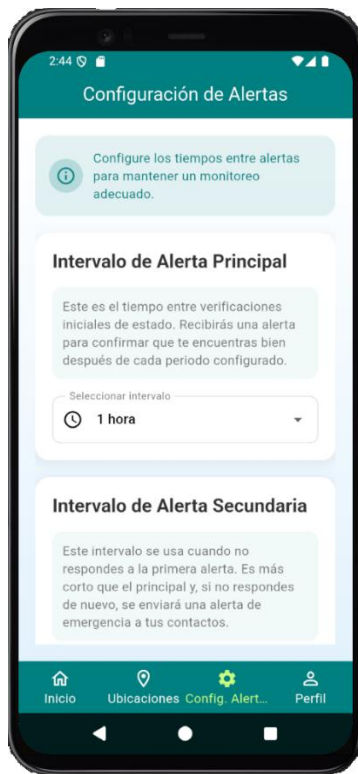 2:44
Configuración de Alertas
Configure los tiempos entre alertas
para mantener un monitoreo
adecuado.
Intervalo de Alerta Principal
Este es el tiempo entre verificaciones
iniciales de estado. Recibirás una alerta
para confirmar que te encuentras bien
después de cada periodo configurado.
Seleccionar intervalo
1 hora
Intervalo de Alerta Secundaria
Este intervalo se usa cuando no
respondes a la primera alerta. Es más
corto que el principal y, si no respondes
de nuevo, se enviará una alerta de
emergencia a tus contactos.
Inicio Ubicaciones Config. Alert... Perfil